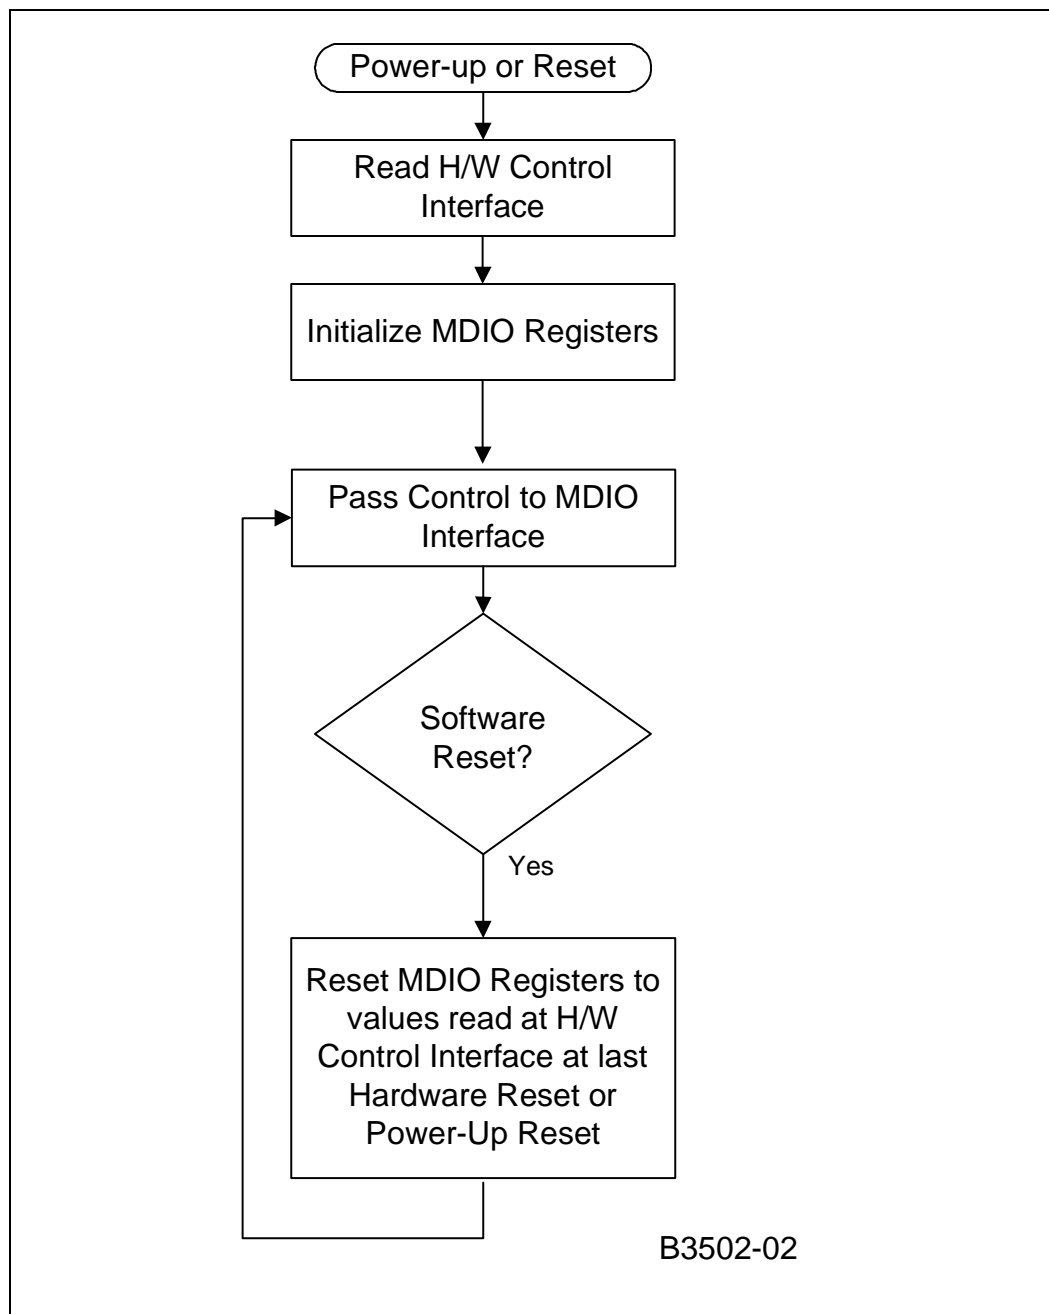 Power-up or Reset
Read H/W Control
Interface
Initialize MDIO Registers
Pass Control to MDIO
Interface
Software
Reset?
Yes
Reset MDIO Registers to
values read at H/W
Control Interface at last
Hardware Reset or
Power-Up Reset
B3502-02